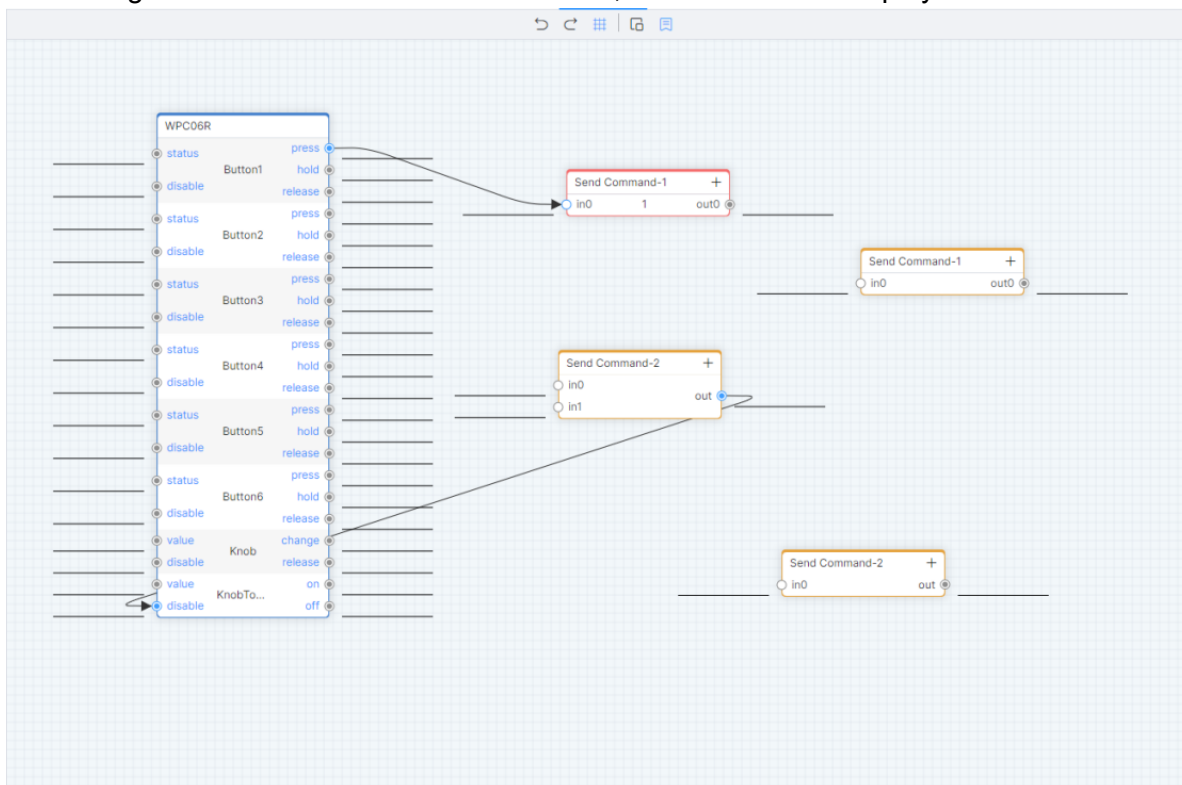 WPC06R
status
Button1
press
hold
disable
release
status
Button2
press
hold
disable
release
status
Button3
press
hold
disable
release
status
Button4
press
hold
disable
release
status
Button5
press
hold
disable
release
status
Button6
press
hold
disable
release
value
Knob
change
disable
release
value
KnobTo...
on
disable
off
Send Command-1 +
in0 1 out0
Send Command-1 +
in0 out0
Send Command-2 +
in0
out
in1
Send Command-2 +
in0 out